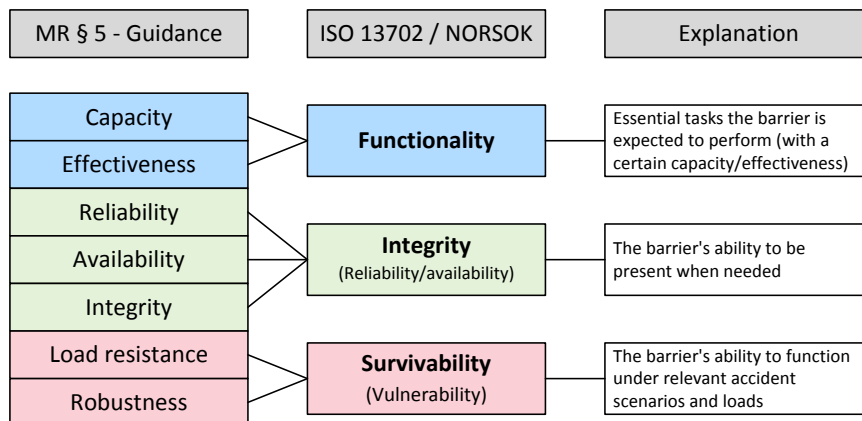 MR § 5 - Guidance
ISO 13702 / NORSOK
Explanation
Capacity
Effectiveness
Reliability
Availability
Integrity
Load resistance
Robustness
Functionality
Integrity
(Reliability/availability)
Survivability
(Vulnerability)
Essential tasks the barrier is
expected to perform (with a
certain capacity/effectiveness)
The barrier's ability to be
present when needed
The barrier's ability to function
under relevant accident
scenarios and loads